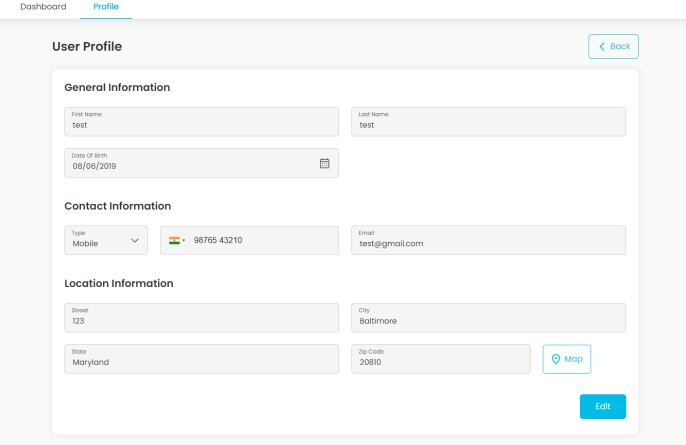 Dashboard Profile
User Profile
Back
General Information
First Name
test
Last Name
test
Date Of Birth
08/06/2019
Contact Information
Type
Mobile
98765 43210
Email
test@gmail.com
Location Information
Street
123
City
Baltimore
State
Maryland
Zip Code
20810
Map
Edit